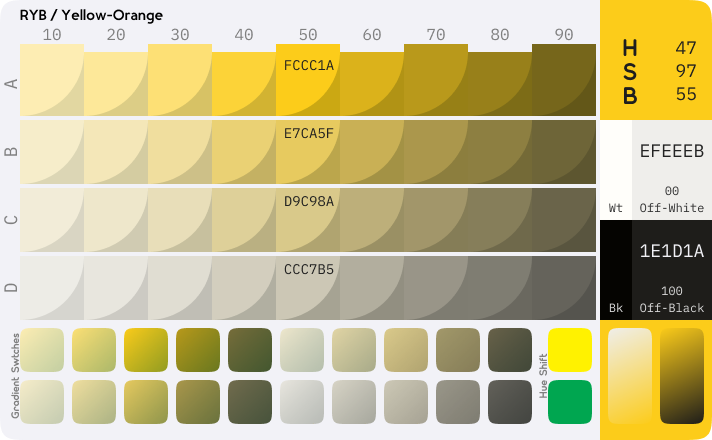 RYB / Yellow-Orange
10 20 30 40 50 60 70 80 90
A FCCC1A
B E7CA5F
C D9C98A
D CCC7B5
Gradient Swtches
Hue Shift
H 47
S 97
B 55
EFEEEB
00
Wt Off-White
1E1D1A
100
Bk Off-Black